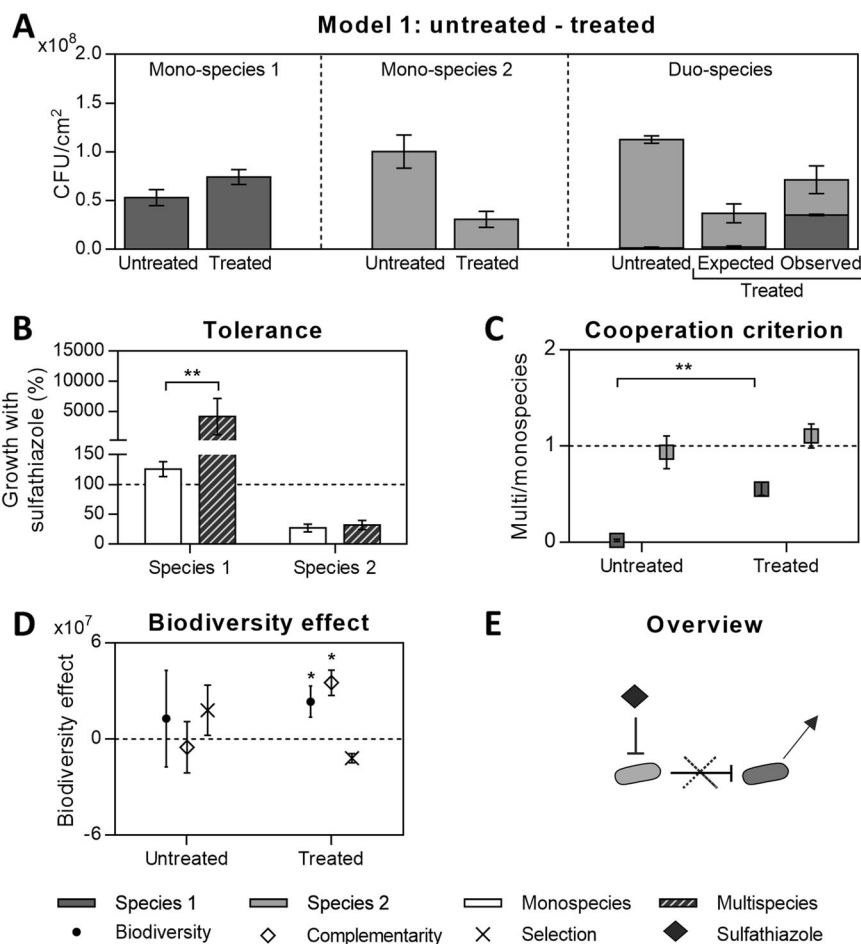 A
Model 1: untreated - treated
x10⁸
2.0
1.5
1.0
0.5
0.0
CFU/cm²
Mono-species 1
Mono-species 2
Duo-species
Untreated Treated
Untreated Treated
Untreated Expected Observed
Treated
B
Tolerance
15000
10000
5000
150
100
50
0
Growth with
sulfathiazole (%)
**
Species 1
Species 2
C
Cooperation criterion
2
1
0
Multi/monospecies
**
Untreated
Treated
D
x10⁷
Biodiversity effect
6
0
-6
Biodiversity effect
*
*
Untreated
Treated
E
Overview
Species 1
Species 2
Monospecies
Multispecies
Biodiversity
Complementarity
Selection
Sulfathiazole